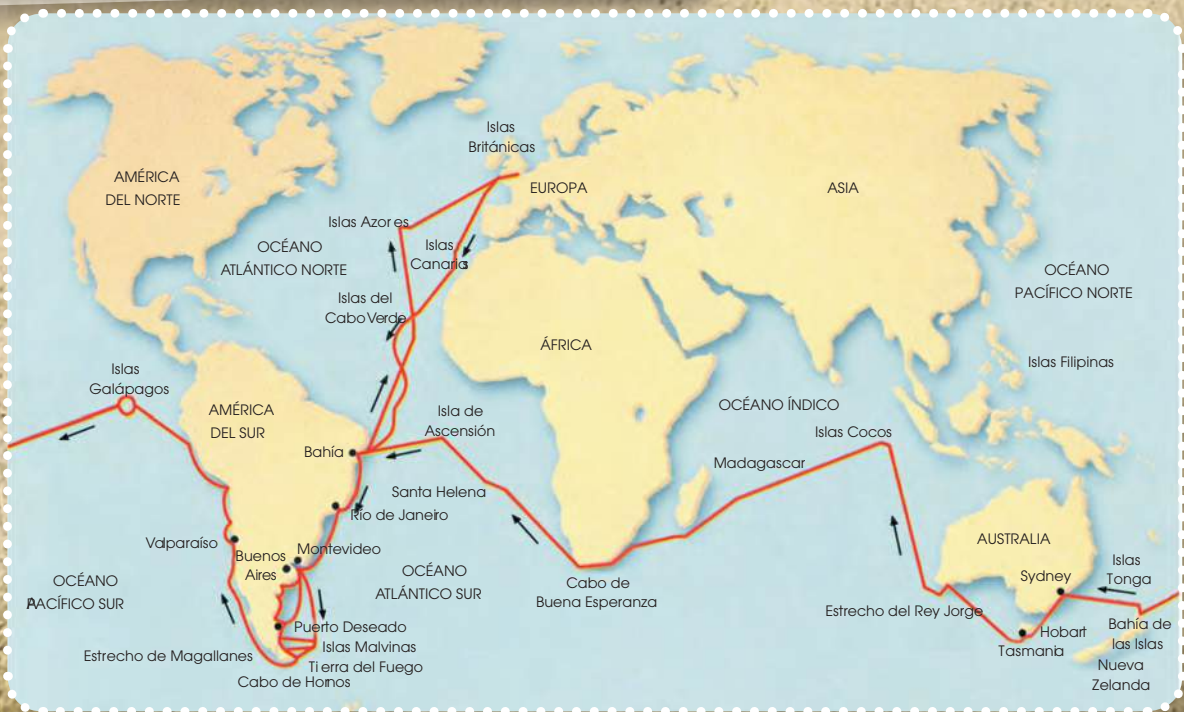 Islas
Británicas
AMÉRICA
DEL NORTE
EUROPA
ASIA
Islas Azores
OCÉANO
ATLÁNTICO NORTE
Islas
Canarias
OCÉANO
PACÍFICO NORTE
Islas del
Cabo Verde
ÁFRICA
Islas Filipinas
Islas
Galápagos
AMÉRICA
DEL SUR
Isla de
Ascensión
OCÉANO ÍNDICO
Islas Cocos
Bahía
Madagascar
Santa Helena
Río de Janeiro
Valparaíso
Montevideo
Buenos
Aires
AUSTRALIA
OCÉANO
PACÍFICO SUR
OCÉANO
ATLÁNTICO SUR
Cabo de
Buena Esperanza
Sydney
Islas
Tonga
Estrecho del Rey Jorge
Puerto Deseado
Hobart
Tasmania
Bahía de
las Islas
Nueva
Zelanda
Islas Malvinas
Estrecho de Magallanes
Tierra del Fuego
Cabo de Hornos